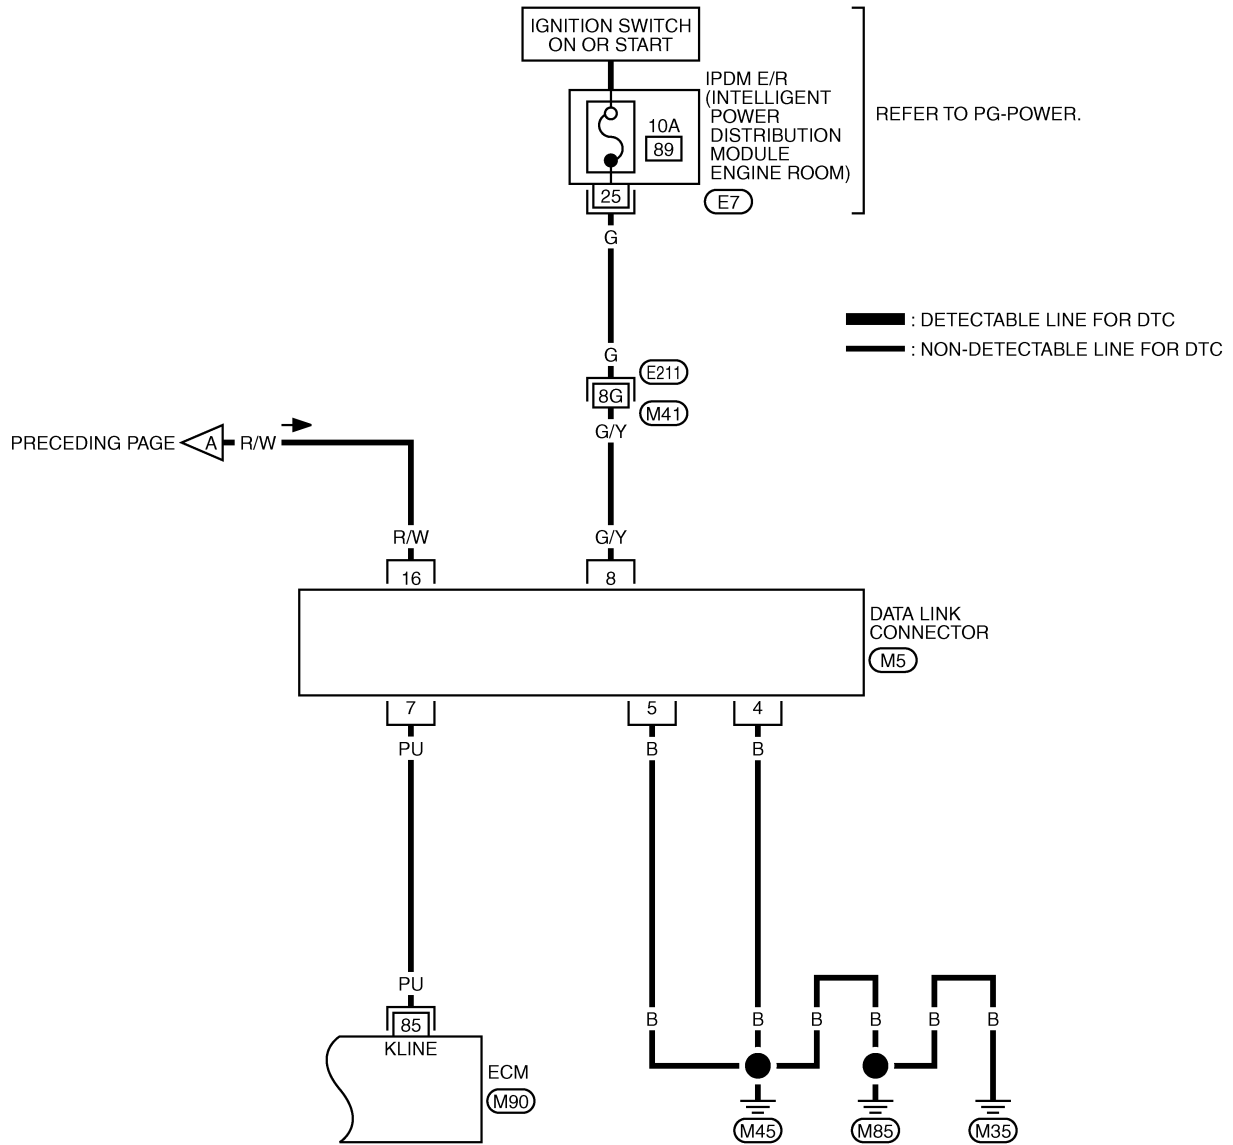 IGNITION SWITCH
ON OR START
IPDM E/R
(INTELLIGENT
POWER
DISTRIBUTION
MODULE
ENGINE ROOM)
10A
89
REFER TO PG-POWER.
25
E7
G
: DETECTABLE LINE FOR DTC
: NON-DETECTABLE LINE FOR DTC
G
E211
8G
M41
G/Y
PRECEDING PAGE
A
R/W
R/W
G/Y
16
8
DATA LINK
CONNECTOR
M5
7
5
4
PU
B
B
PU
85
KLINE
ECM
M90
B
B
B
B
B
B
M45
M85
M35